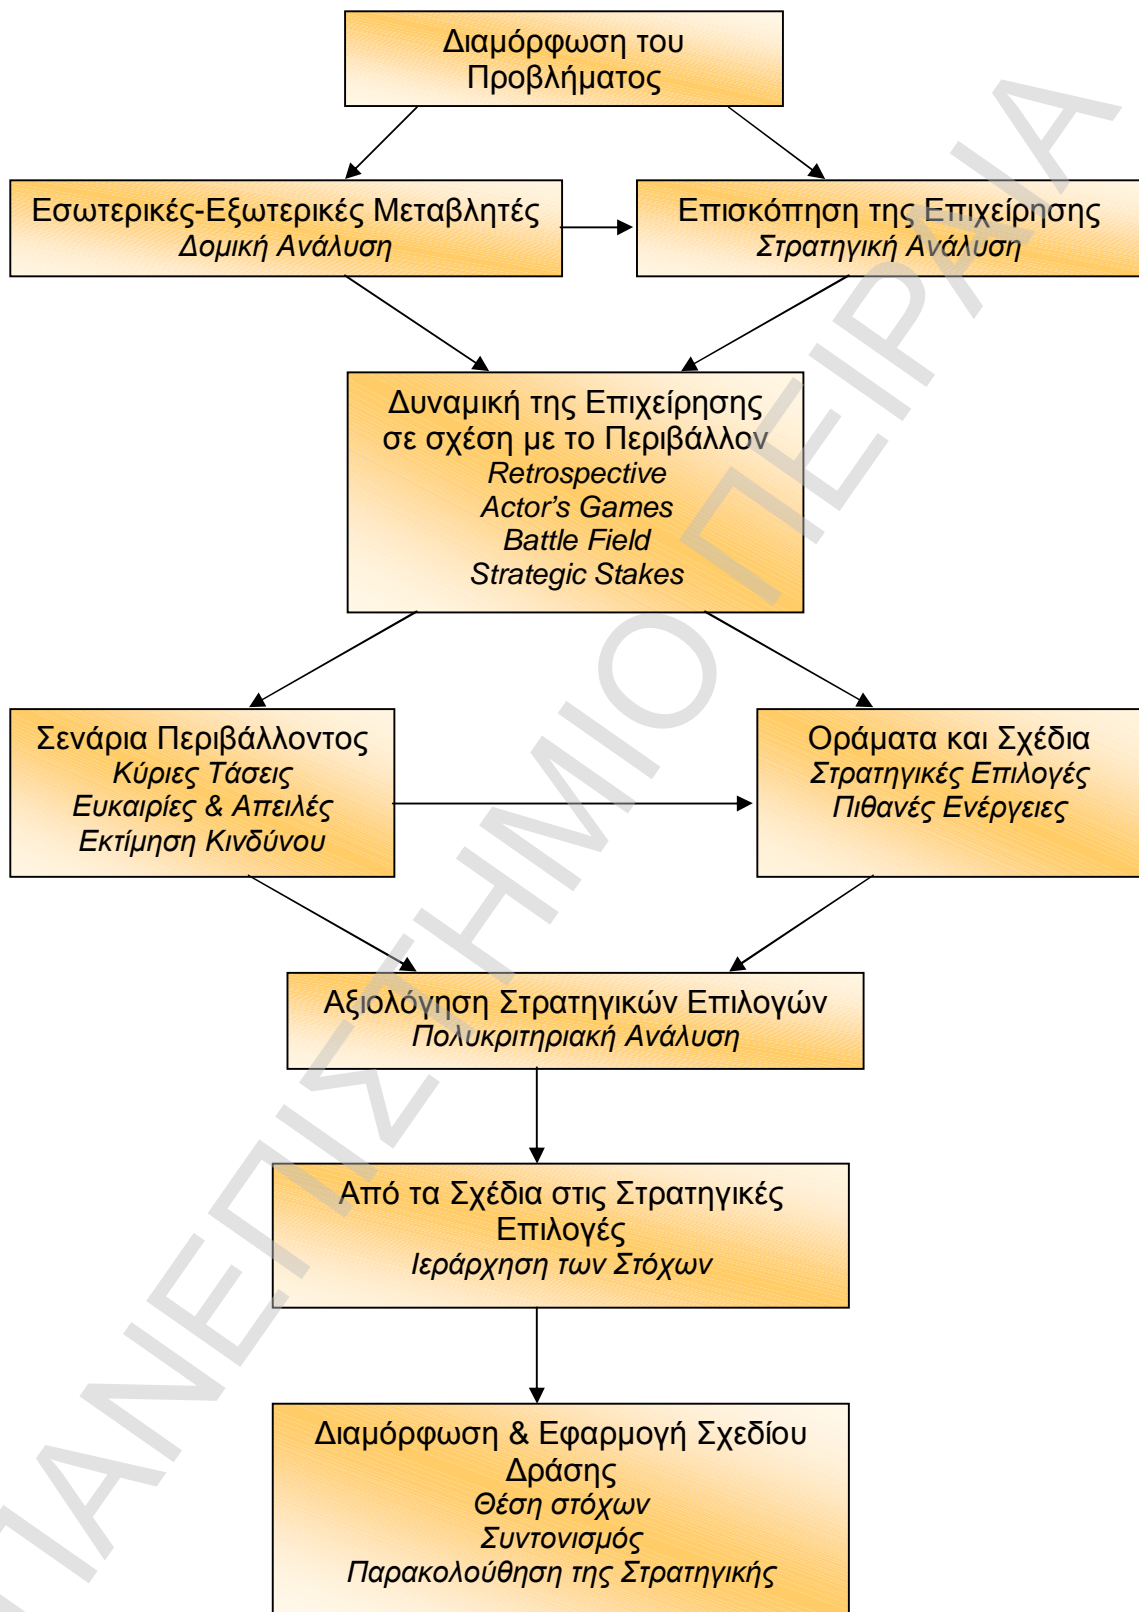 Διαμόρφωση του
Προβλήματος
Εσωτερικές-Εξωτερικές Μεταβλητές
Δομική Ανάλυση
Επισκόπηση της Επιχείρησης
Στρατηγική Ανάλυση
Δυναμική της Επιχείρησης
σε σχέση με το Περιβάλλον
Retrospective
Actor’s Games
Battle Field
Strategic Stakes
Σενάρια Περιβάλλοντος
Κύριες Τάσεις
Ευκαιρίες & Απειλές
Εκτίμηση Κινδύνου
Οράματα και Σχέδια
Στρατηγικές Επιλογές
Πιθανές Ενέργειες
Αξιολόγηση Στρατηγικών Επιλογών
Πολυκριτηριακή Ανάλυση
Από τα Σχέδια στις Στρατηγικές
Επιλογές
Ιεράρχηση των Στόχων
Διαμόρφωση & Εφαρμογή Σχεδίου
Δράσης
Θέση στόχων
Συντονισμός
Παρακολούθηση της Στρατηγικής
ΠΑΝΕΠΙΣΤΗΜΙΟ ΠΕΙΡΑΙΑ